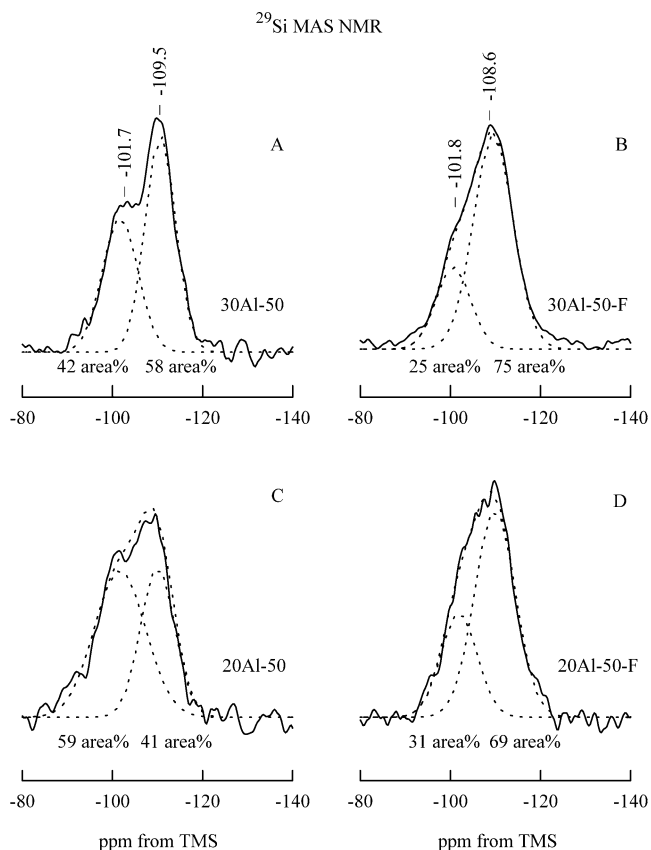 ²⁹Si MAS NMR
-101.7
-109.5
A
30Al-50
42 area% 58 area%
-80 -100 -120 -140
-101.8
-108.6
B
30Al-50-F
25 area% 75 area%
-80 -100 -120 -140
C
20Al-50
59 area% 41 area%
-80 -100 -120 -140
ppm from TMS
D
20Al-50-F
31 area% 69 area%
-80 -100 -120 -140
ppm from TMS